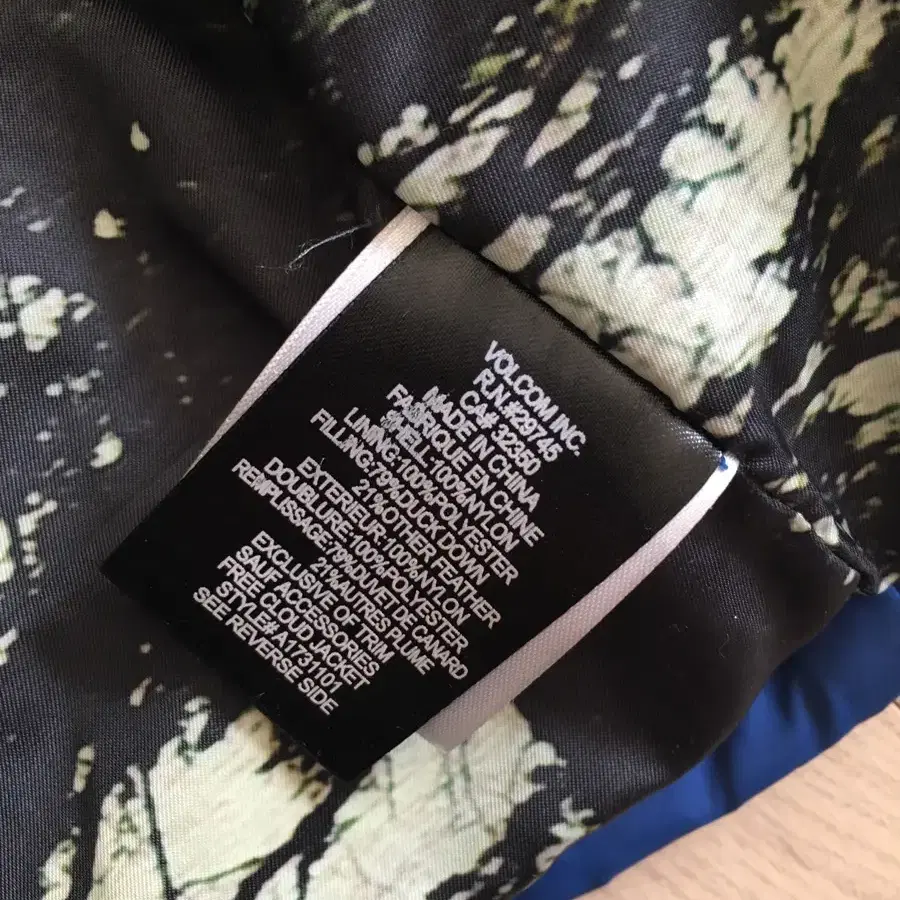 VOLCOM INC.
R.N.#29745
CA# 32350
MADE IN CHINA
FABRIQUE EN CHINE
SHELL:100%NYLON
LINING:100%POLYESTER
FILLING:79%DUCK DOWN
21%OTHER FEATHER
EXTERIEUR:100%NYLON
DOUBLURE:100%POLYESTER
REMPLISSAGE:79%DUVET DE CANARD
21%AUTRES PLUME
EXCLUSIVE OF TRIM
SAUF ACCESSORIES
FREE CLOUD JACKET
STYLE# A1731101
SEE REVERSE SIDE